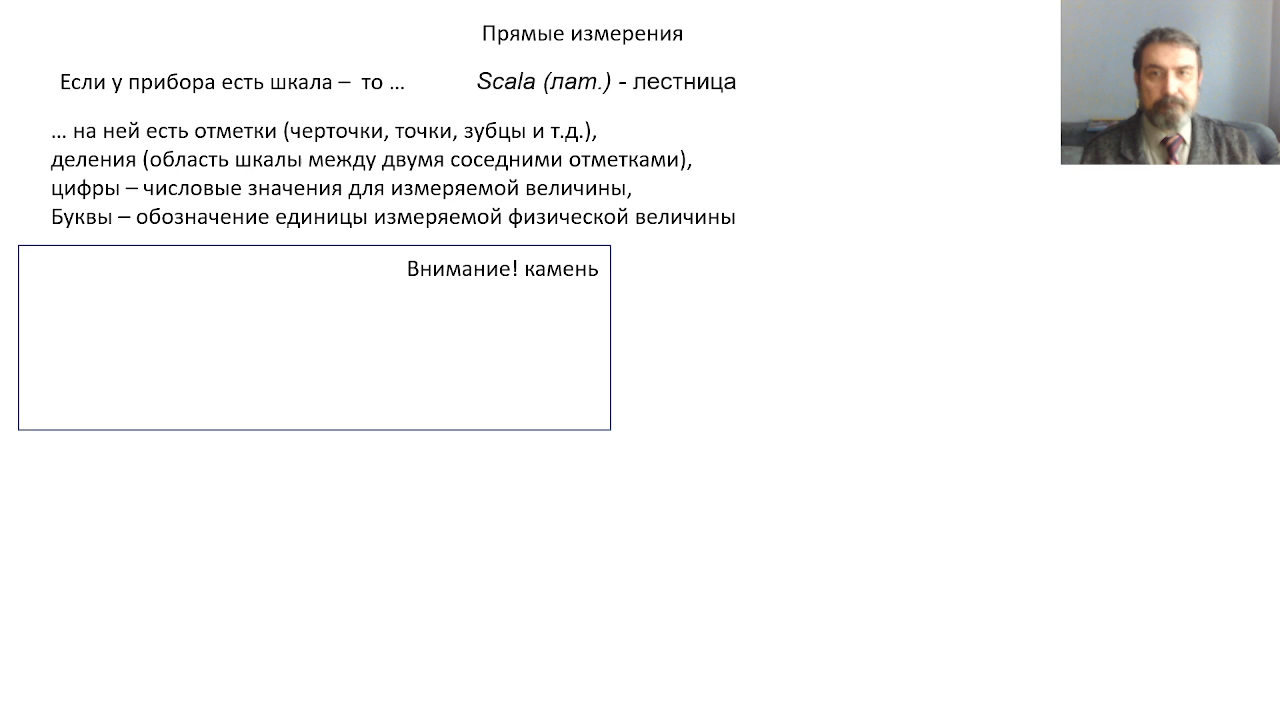 Прямые измерения
Если у прибора есть шкала – то ... Scala (лат.) - лестница
... на ней есть отметки (черточки, точки, зубцы и т.д.),
деления (область шкалы между двумя соседними отметками),
цифры – числовые значения для измеряемой величины,
Буквы – обозначение единицы измеряемой физической величины
Внимание! камень